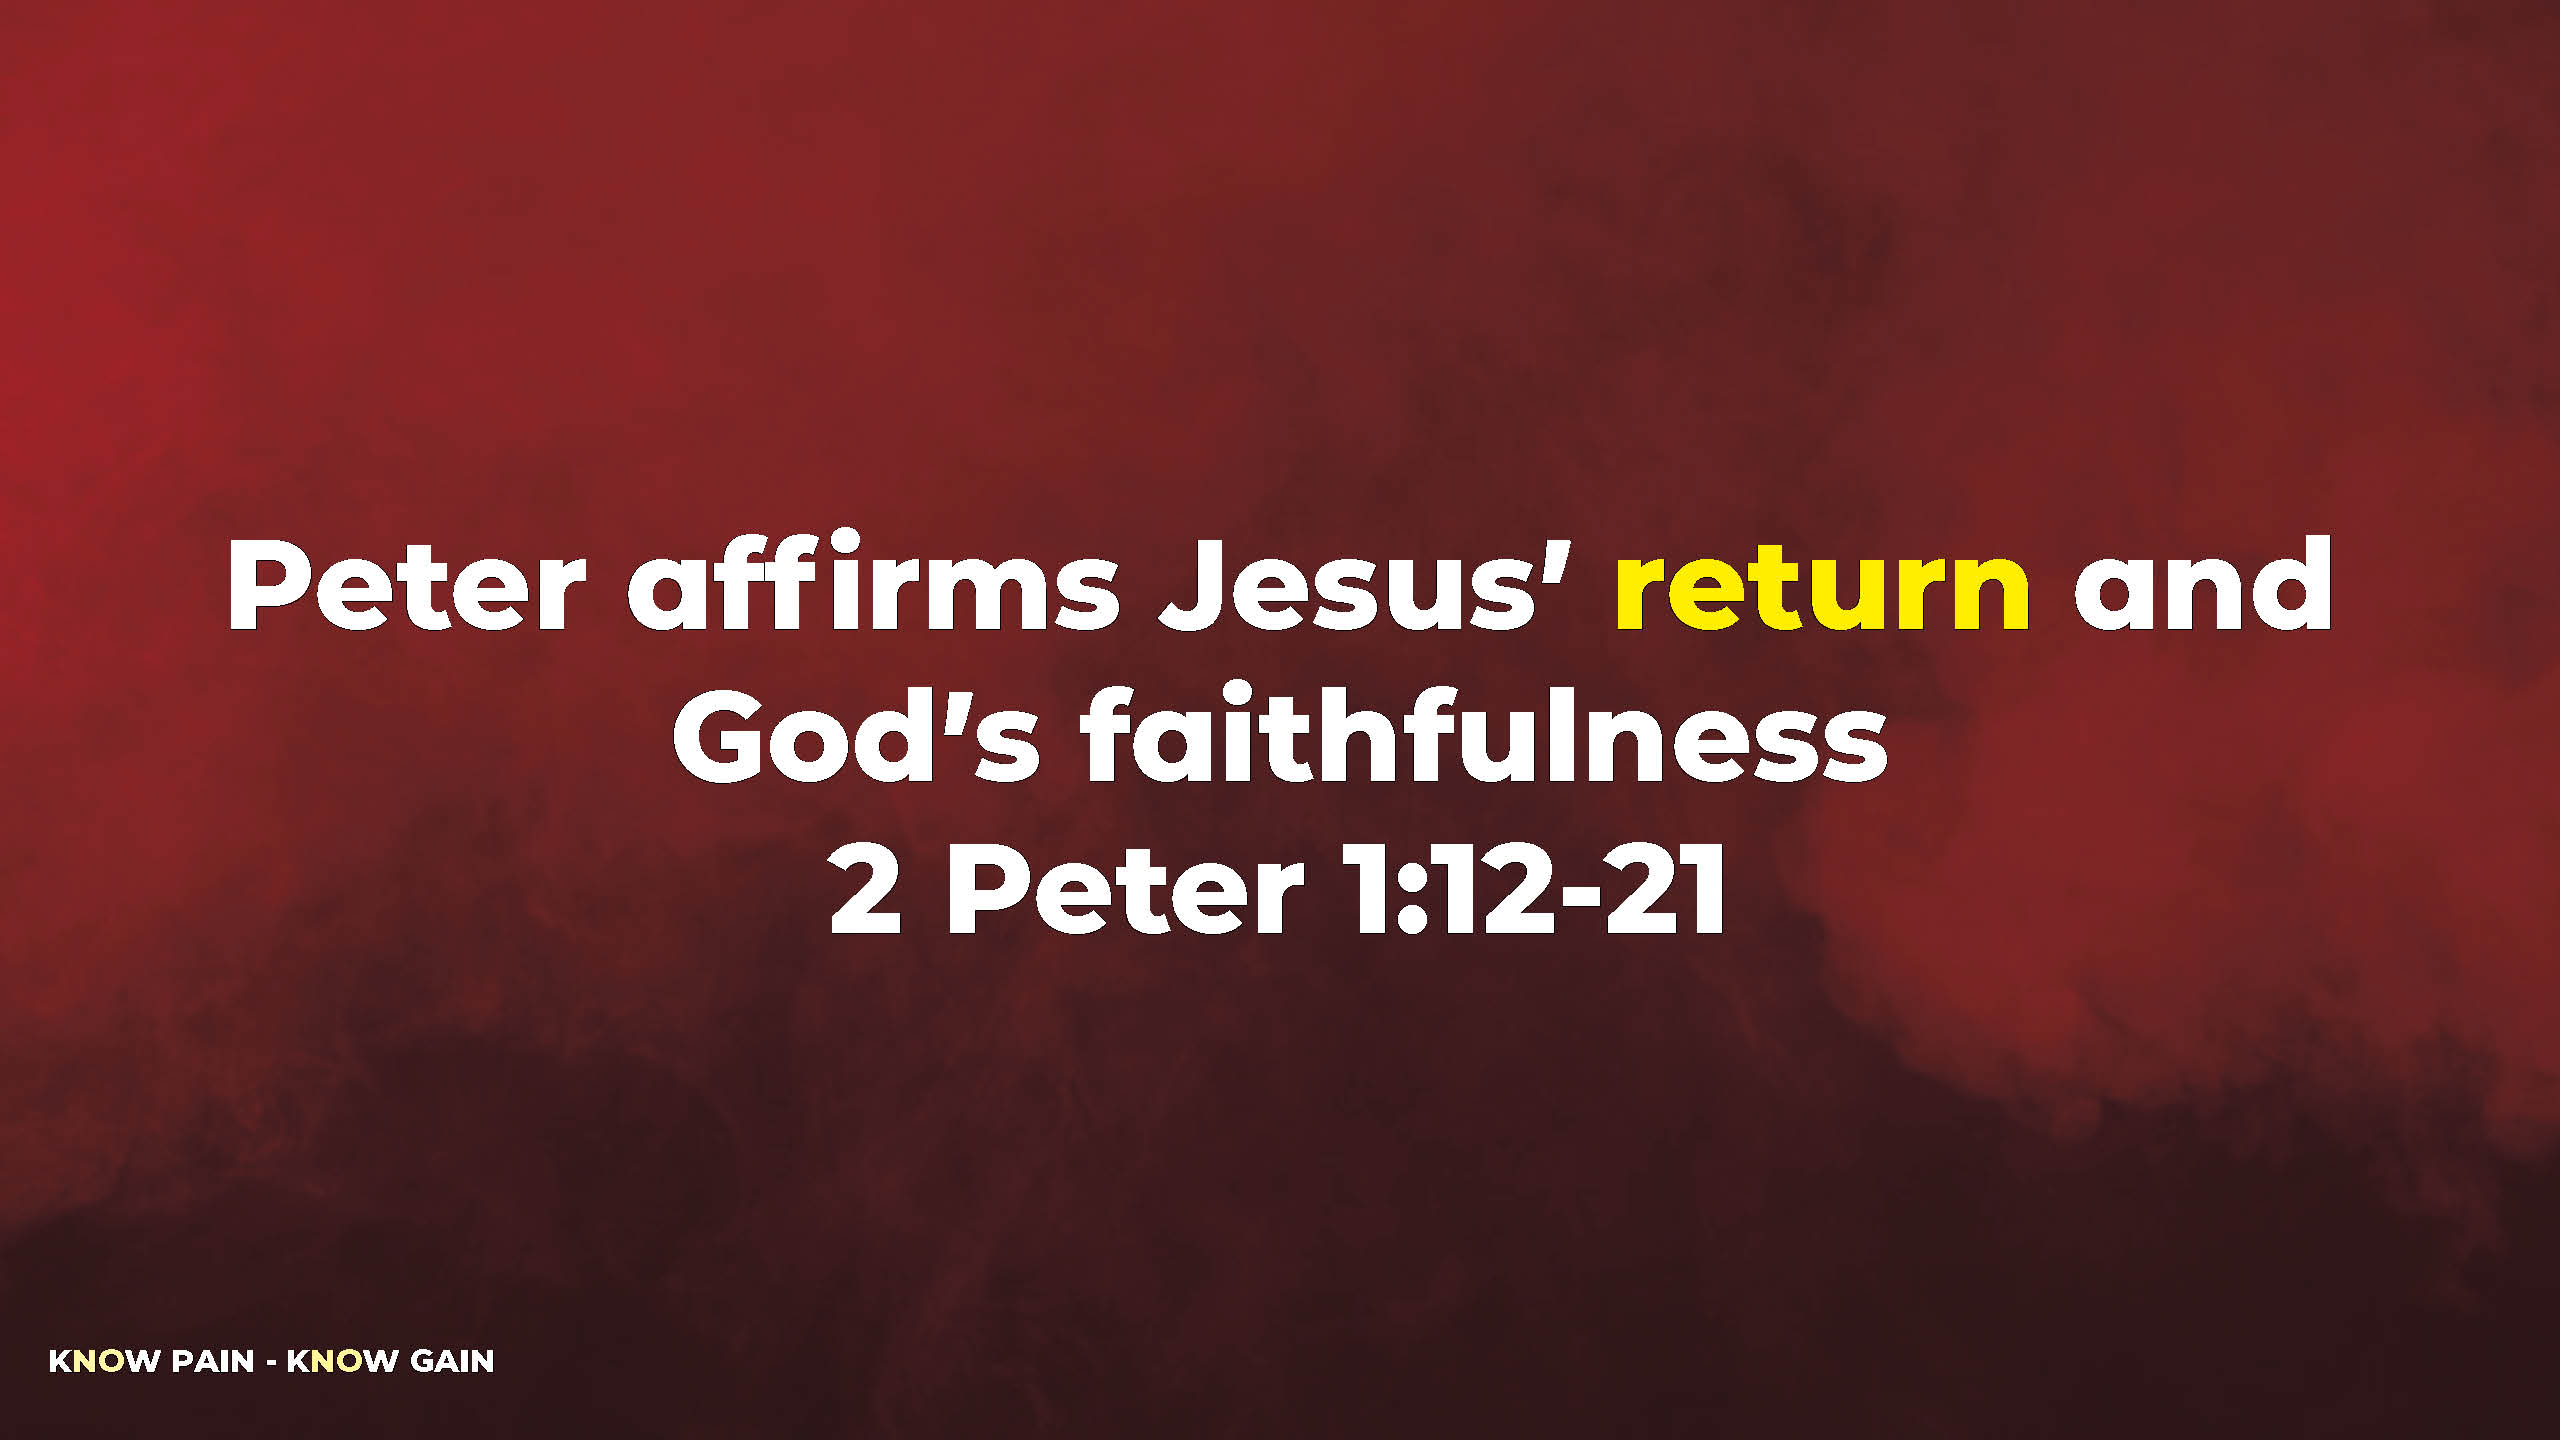 Peter affirms Jesus’ return and
God’s faithfulness
2 Peter 1:12-21
KNOW PAIN - KNOW GAIN